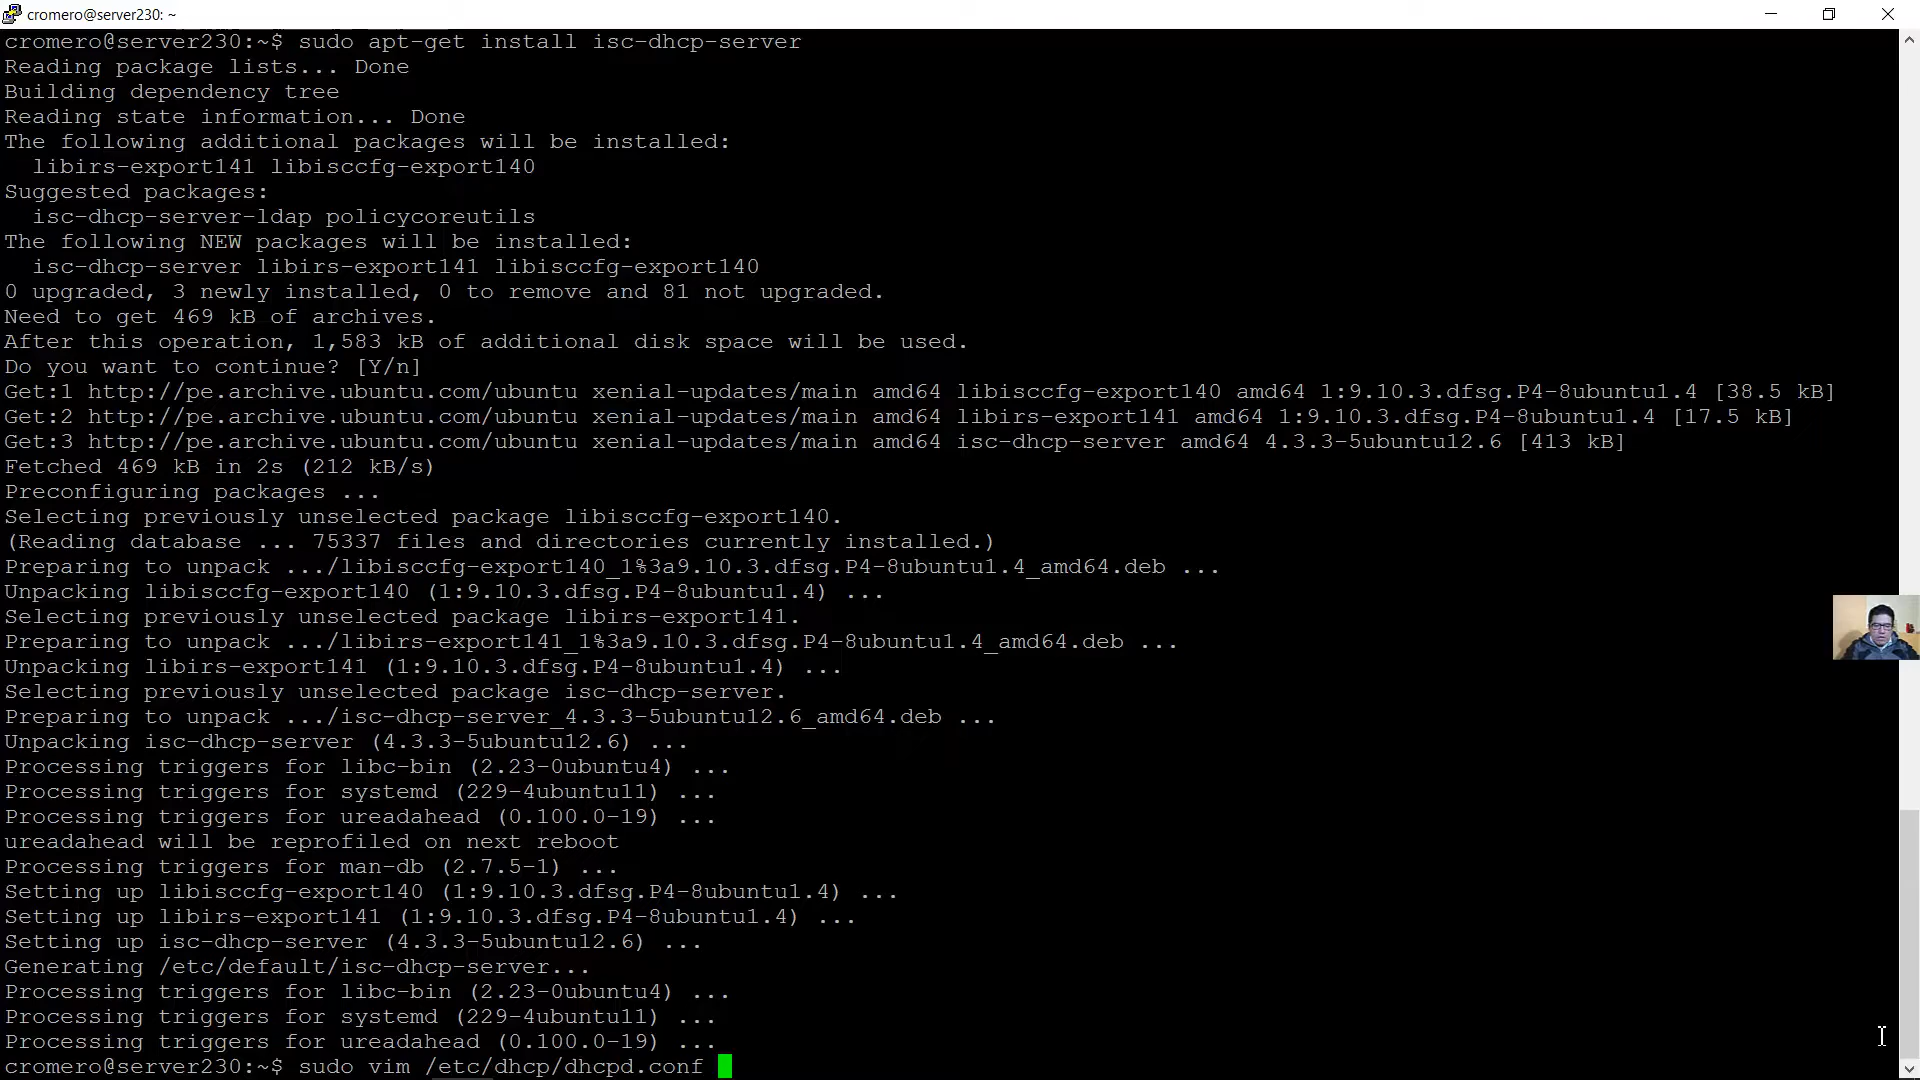 cromero@server230: ~
cromero@server230:~$ sudo apt-get install isc-dhcp-server
Reading package lists... Done
Building dependency tree
Reading state information... Done
The following additional packages will be installed:
  libirs-export141 libisccfg-export140
Suggested packages:
  isc-dhcp-server-ldap policycoreutils
The following NEW packages will be installed:
  isc-dhcp-server libirs-export141 libisccfg-export140
0 upgraded, 3 newly installed, 0 to remove and 81 not upgraded.
Need to get 469 kB of archives.
After this operation, 1,583 kB of additional disk space will be used.
Do you want to continue? [Y/n]
Get:1 http://pe.archive.ubuntu.com/ubuntu xenial-updates/main amd64 libisccfg-export140 amd64 1:9.10.3.dfsg.P4-8ubuntu1.4 [38.5 kB]
Get:2 http://pe.archive.ubuntu.com/ubuntu xenial-updates/main amd64 libirs-export141 amd64 1:9.10.3.dfsg.P4-8ubuntu1.4 [17.5 kB]
Get:3 http://pe.archive.ubuntu.com/ubuntu xenial-updates/main amd64 isc-dhcp-server amd64 4.3.3-5ubuntu12.6 [413 kB]
Fetched 469 kB in 2s (212 kB/s)
Preconfiguring packages ...
Selecting previously unselected package libisccfg-export140.
(Reading database ... 75337 files and directories currently installed.)
Preparing to unpack .../libisccfg-export140_1%3a9.10.3.dfsg.P4-8ubuntu1.4_amd64.deb ...
Unpacking libisccfg-export140 (1:9.10.3.dfsg.P4-8ubuntu1.4) ...
Selecting previously unselected package libirs-export141.
Preparing to unpack .../libirs-export141_1%3a9.10.3.dfsg.P4-8ubuntu1.4_amd64.deb ...
Unpacking libirs-export141 (1:9.10.3.dfsg.P4-8ubuntu1.4) ...
Selecting previously unselected package isc-dhcp-server.
Preparing to unpack .../isc-dhcp-server_4.3.3-5ubuntu12.6_amd64.deb ...
Unpacking isc-dhcp-server (4.3.3-5ubuntu12.6) ...
Processing triggers for libc-bin (2.23-0ubuntu4) ...
Processing triggers for systemd (229-4ubuntu11) ...
Processing triggers for ureadahead (0.100.0-19) ...
ureadahead will be reprofiled on next reboot
Processing triggers for man-db (2.7.5-1) ...
Setting up libisccfg-export140 (1:9.10.3.dfsg.P4-8ubuntu1.4) ...
Setting up libirs-export141 (1:9.10.3.dfsg.P4-8ubuntu1.4) ...
Setting up isc-dhcp-server (4.3.3-5ubuntu12.6) ...
Generating /etc/default/isc-dhcp-server...
Processing triggers for libc-bin (2.23-0ubuntu4) ...
Processing triggers for systemd (229-4ubuntu11) ...
Processing triggers for ureadahead (0.100.0-19) ...
cromero@server230:~$ sudo vim /etc/dhcp/dhcpd.conf